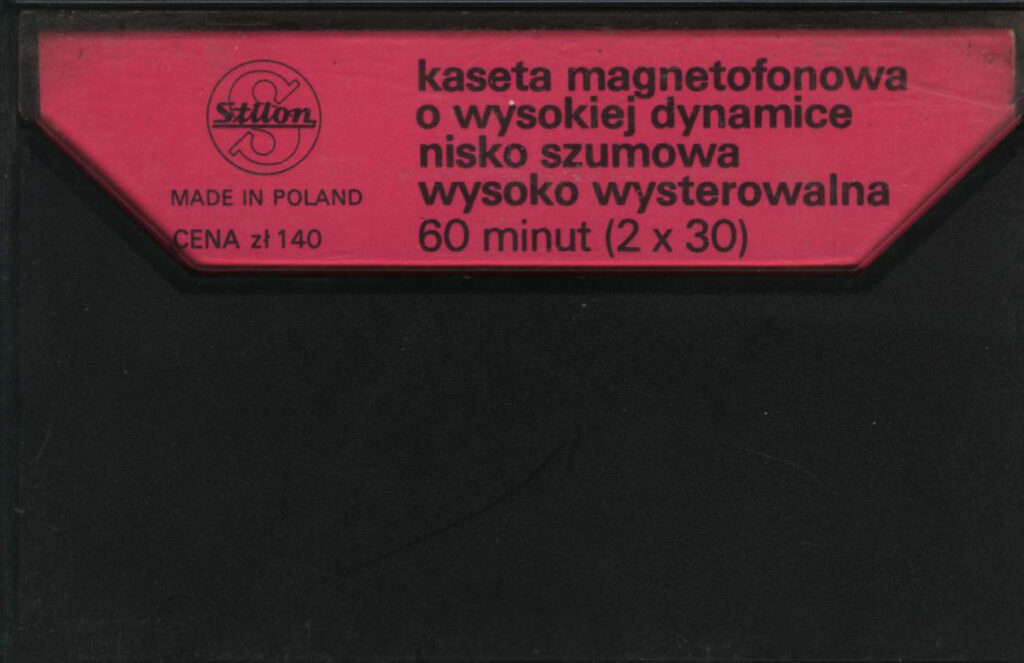 Stilon
MADE IN POLAND
CENA zł 140
kaseta magnetofonowa
o wysokiej dynamice
nisko szumowa
wysoko wysterowalna
60 minut (2 x 30)